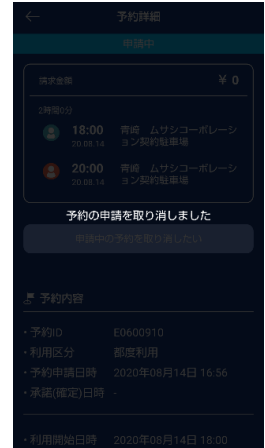 予約詳細
申請中
請求金額 ¥ 0
2時間0分
18:00 青崎 ムサシコーポレーシ
20.08.14 ョン契約駐車場
20:00 青崎 ムサシコーポレーシ
20.08.14 ョン契約駐車場
予約の申請を取り消しました
申請中の予約を取り消したい
予約内容
・予約ID E0600910
・利用区分 都度利用
・予約申請日時 2020年08月14日 16:56
・承諾(確定)日時 -
・利用開始日時 2020年08月14日 18:00